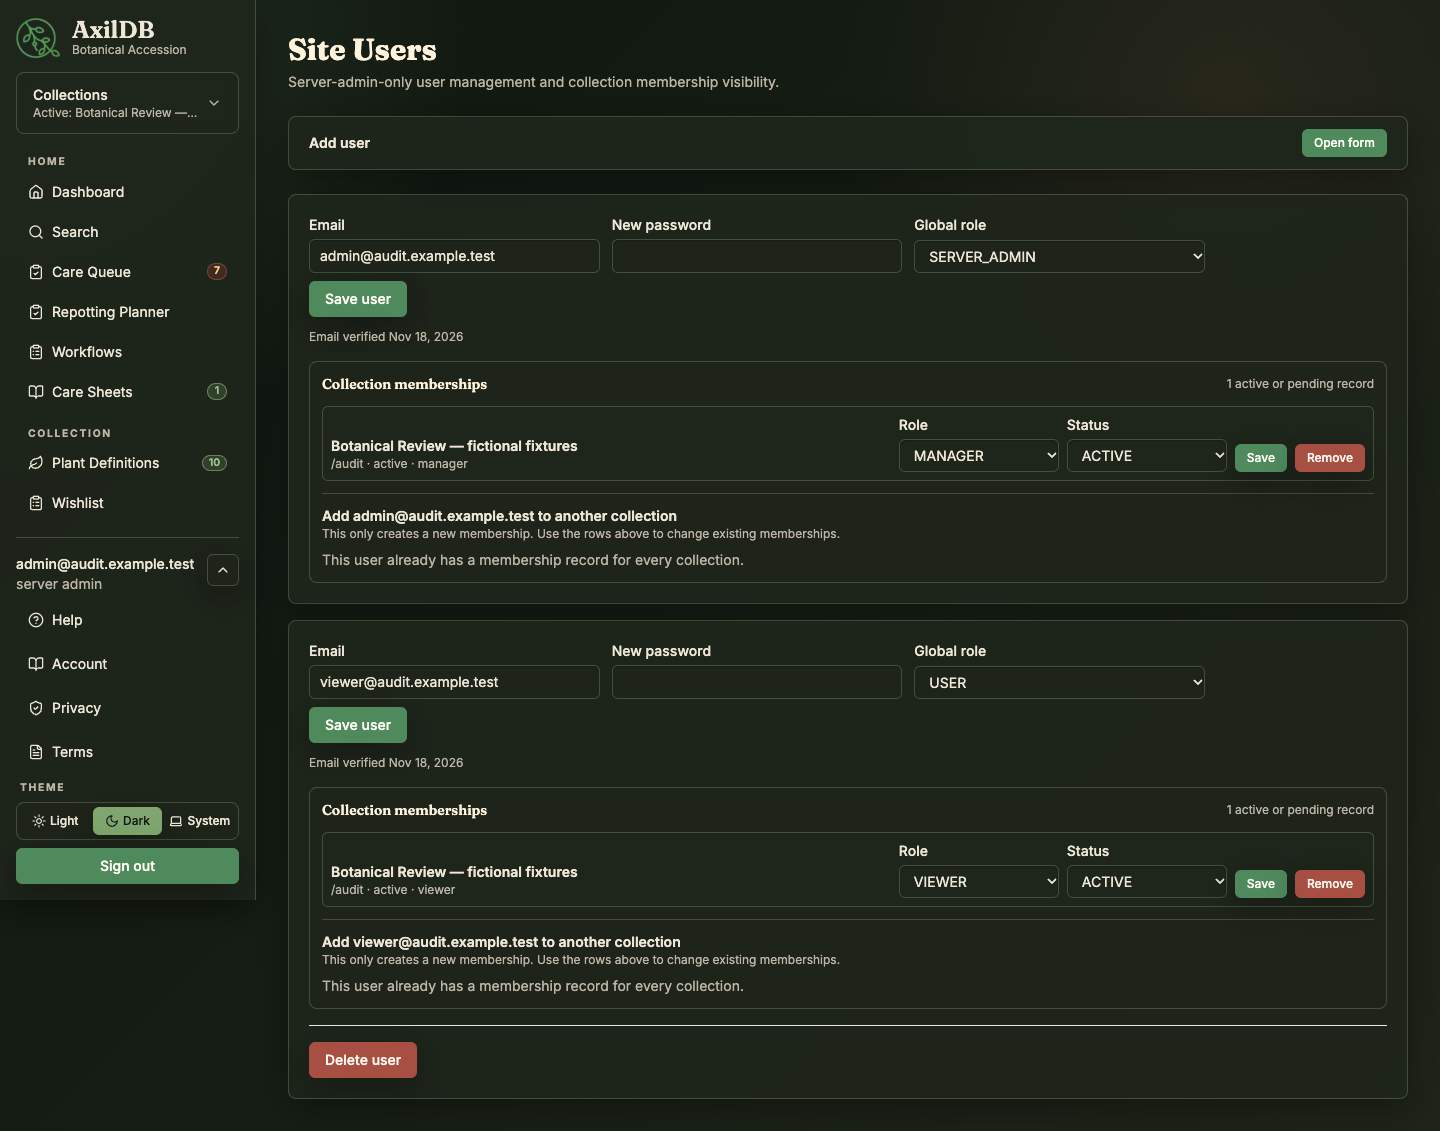 AxilDB
Botanical Accession
Collections
Active: Botanical Review —...
HOME
Dashboard
Search
Care Queue 7
Repotting Planner
Workflows
Care Sheets 1
COLLECTION
Plant Definitions 10
Wishlist
admin@audit.example.test
server admin
Help
Account
Privacy
Terms
THEME
Light Dark System
Sign out
Site Users
Server-admin-only user management and collection membership visibility.
Add user Open form
Email New password Global role
admin@audit.example.test SERVER_ADMIN
Save user
Email verified Nov 18, 2026
Collection memberships 1 active or pending record
Role Status
Botanical Review — fictional fixtures MANAGER ACTIVE Save Remove
/audit · active · manager
Add admin@audit.example.test to another collection
This only creates a new membership. Use the rows above to change existing memberships.
This user already has a membership record for every collection.
Email New password Global role
viewer@audit.example.test USER
Save user
Email verified Nov 18, 2026
Collection memberships 1 active or pending record
Role Status
Botanical Review — fictional fixtures VIEWER ACTIVE Save Remove
/audit · active · viewer
Add viewer@audit.example.test to another collection
This only creates a new membership. Use the rows above to change existing memberships.
This user already has a membership record for every collection.
Delete user